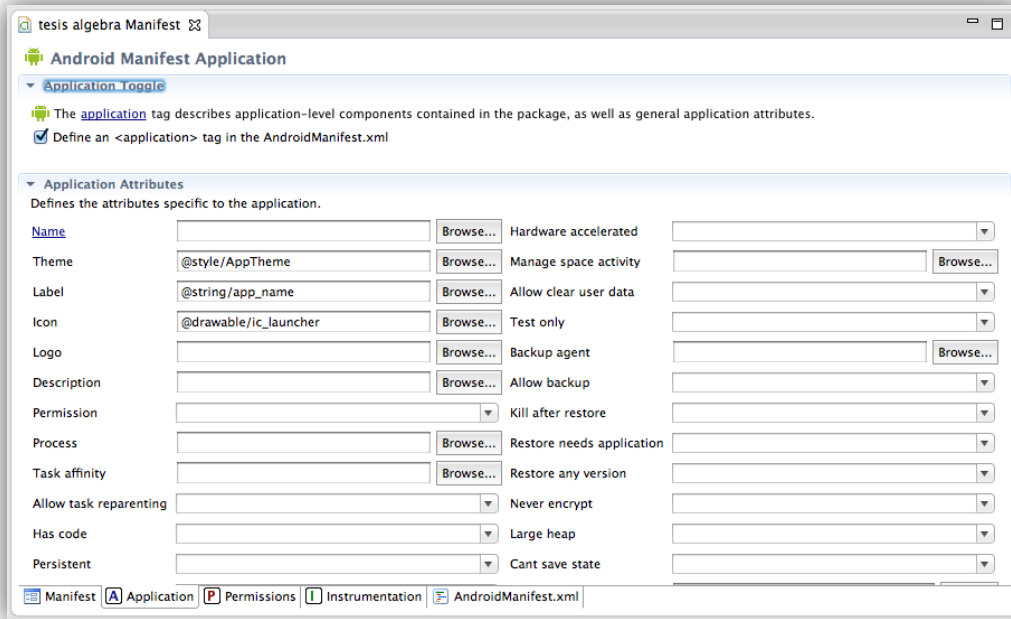 tesis algebra Manifest
Android Manifest Application
Application Toggle
The application tag describes application-level components contained in the package, as well as general application attributes.
Define an <application> tag in the AndroidManifest.xml
Application Attributes
Defines the attributes specific to the application.
Name Browse... Hardware accelerated
Theme @style/AppTheme Browse... Manage space activity Browse...
Label @string/app_name Browse... Allow clear user data
Icon @drawable/ic_launcher Browse... Test only
Logo Browse... Backup agent Browse...
Description Browse... Allow backup
Permission Kill after restore
Process Browse... Restore needs application
Task affinity Browse... Restore any version
Allow task reparenting Never encrypt
Has code Large heap
Persistent Cant save state
Manifest A Application P Permissions I Instrumentation AndroidManifest.xml